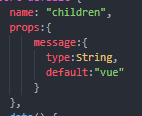 name: "children",
props:{
message:{
type:String,
default:"vue"
}
},